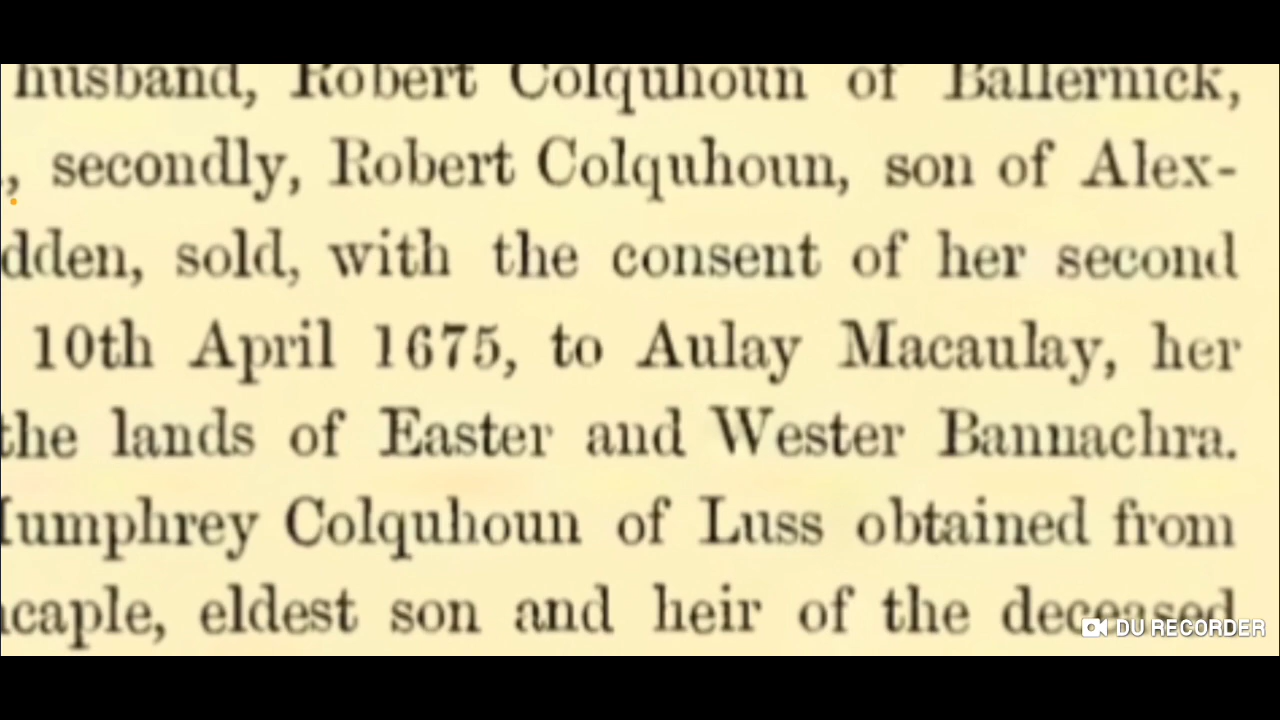 husband, Robert Colquhoun of Ballernick,
, secondly, Robert Colquhoun, son of Alex-
dden, sold, with the consent of her second
10th April 1675, to Aulay Macaulay, her
the lands of Easter and Wester Bannachra.
umphrey Colquhoun of Luss obtained from
caple, eldest son and heir of the deceased
DU RECORDER